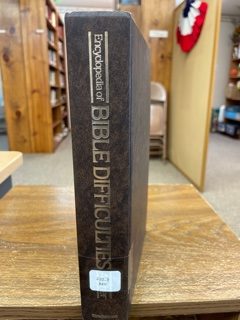 Encyclopedia of
BIBLE DIFFICULTIES